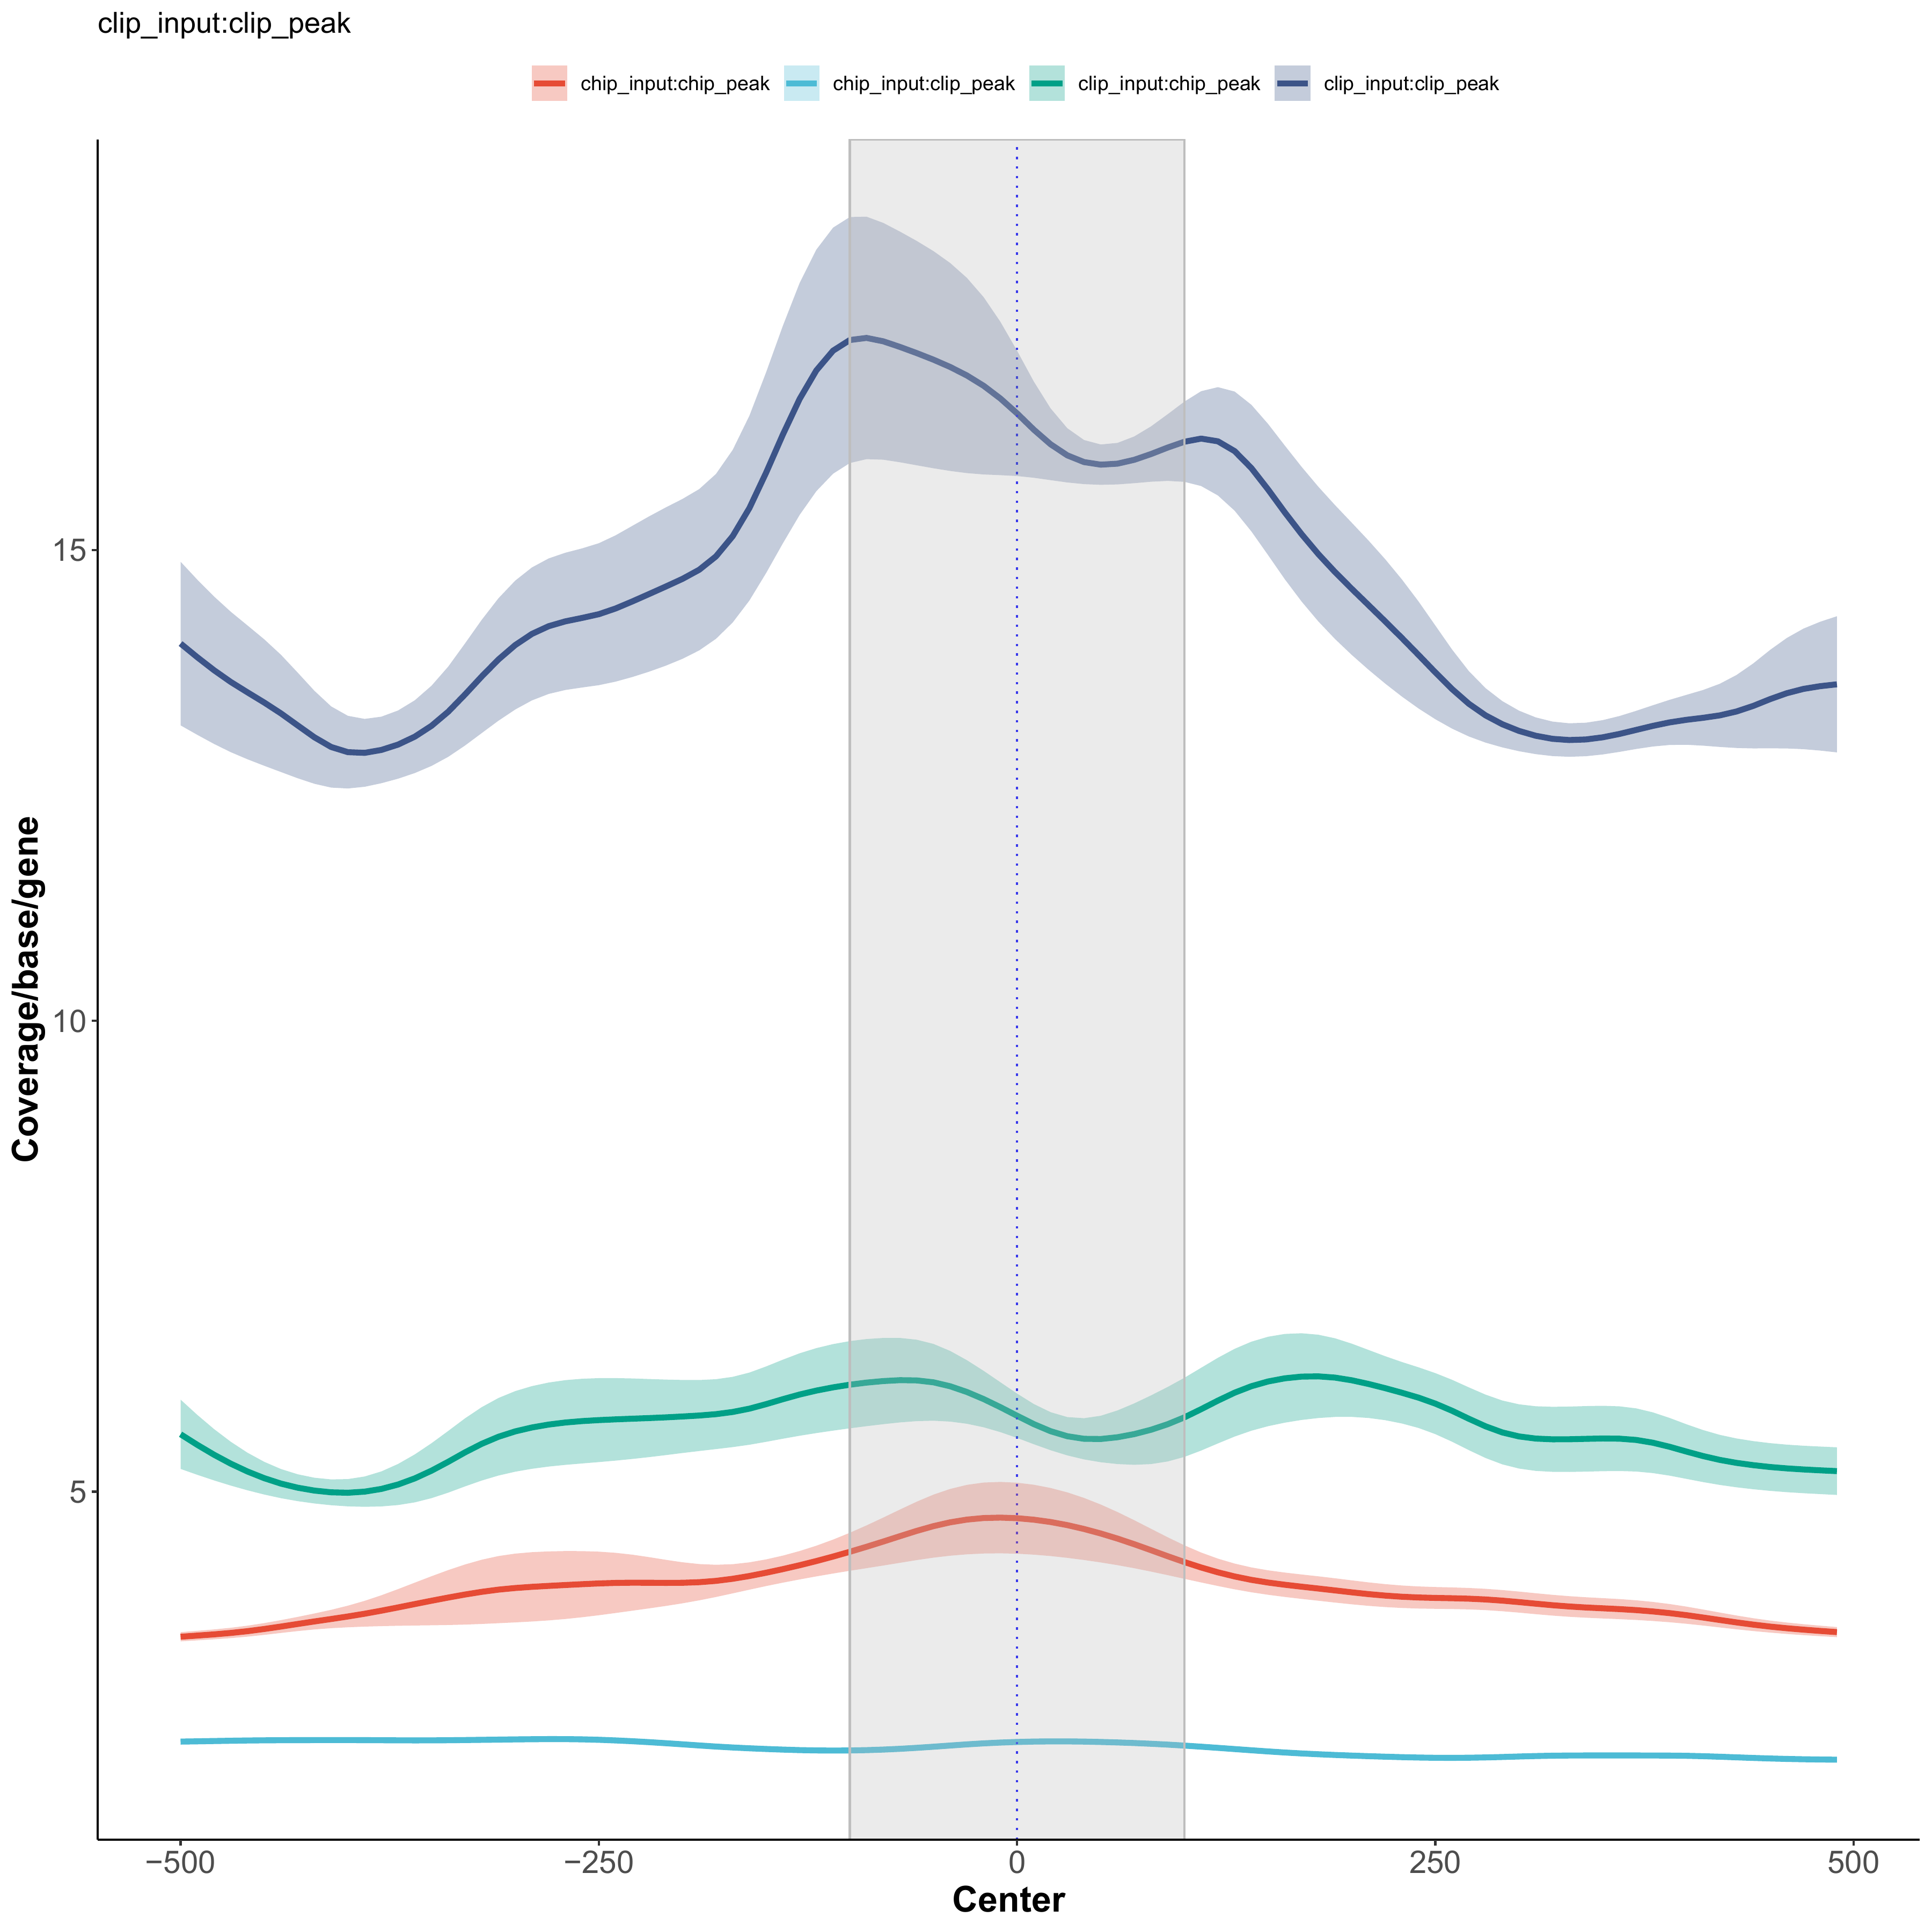 clip_input:clip_peak
chip_input:chip_peak chip_input:clip_peak clip_input:chip_peak clip_input:clip_peak
Coverage/base/gene
15
10
5
−500 −250 0 250 500
Center